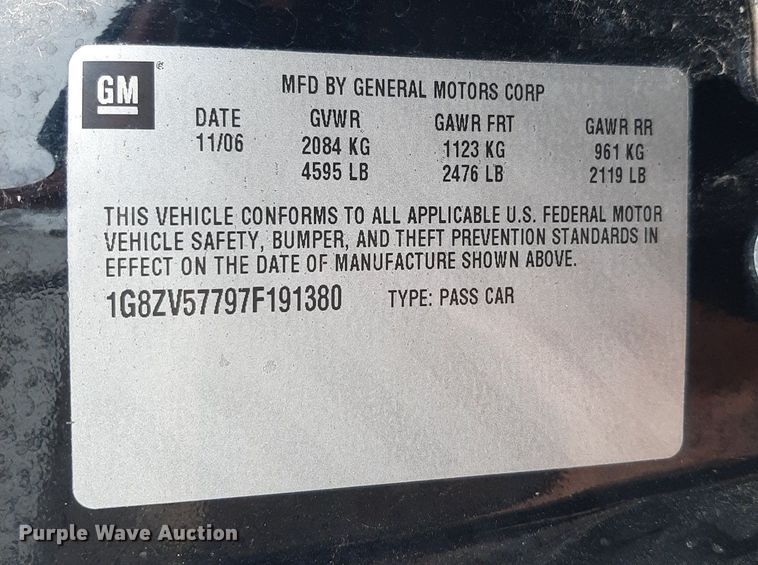 GM ®
MFD BY GENERAL MOTORS CORP
DATE GVWR GAWR FRT GAWR RR
11/06 2084 KG 1123 KG 961 KG
4595 LB 2476 LB 2119 LB
THIS VEHICLE CONFORMS TO ALL APPLICABLE U.S. FEDERAL MOTOR
VEHICLE SAFETY, BUMPER, AND THEFT PREVENTION STANDARDS IN
EFFECT ON THE DATE OF MANUFACTURE SHOWN ABOVE.
1G8ZV57797F191380 TYPE: PASS CAR
Purple Wave Auction